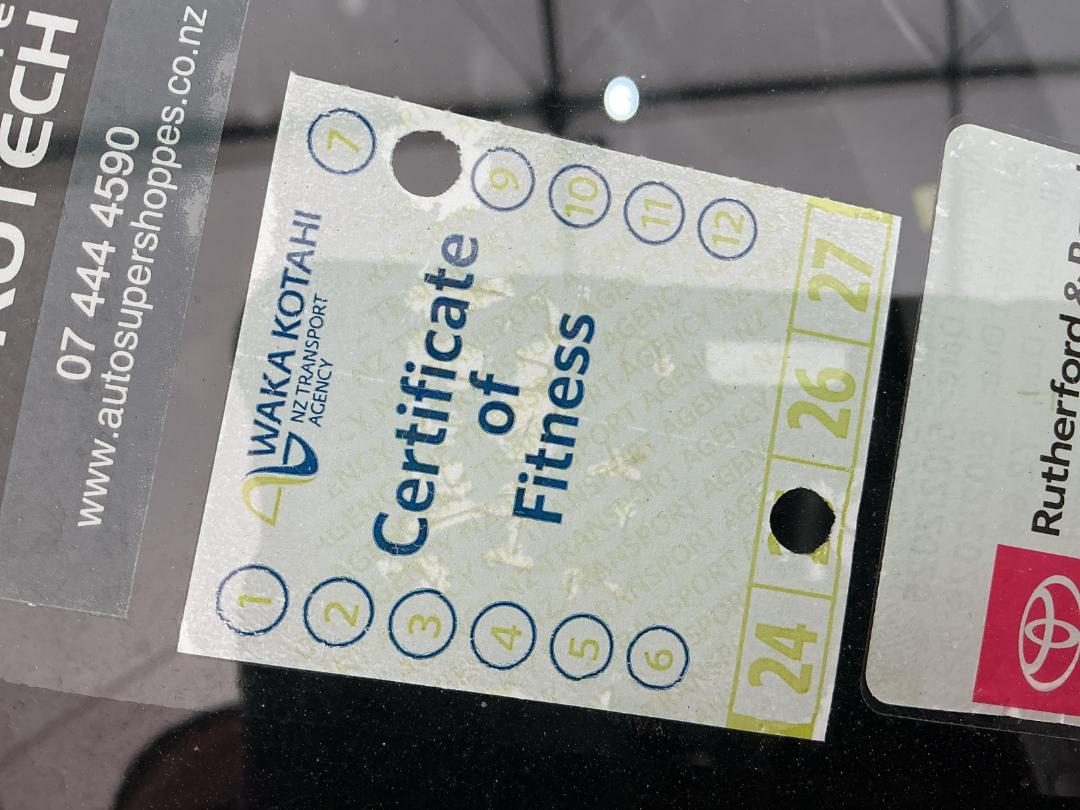 07 444 4590
www.autosupershoppes.co.nz
WAKA KOTAHI
NZ TRANSPORT
AGENCY
1
2
3
4
5
6
7
9
10
11
12
Certificate
of
Fitness
24
26
27
Rutherford &